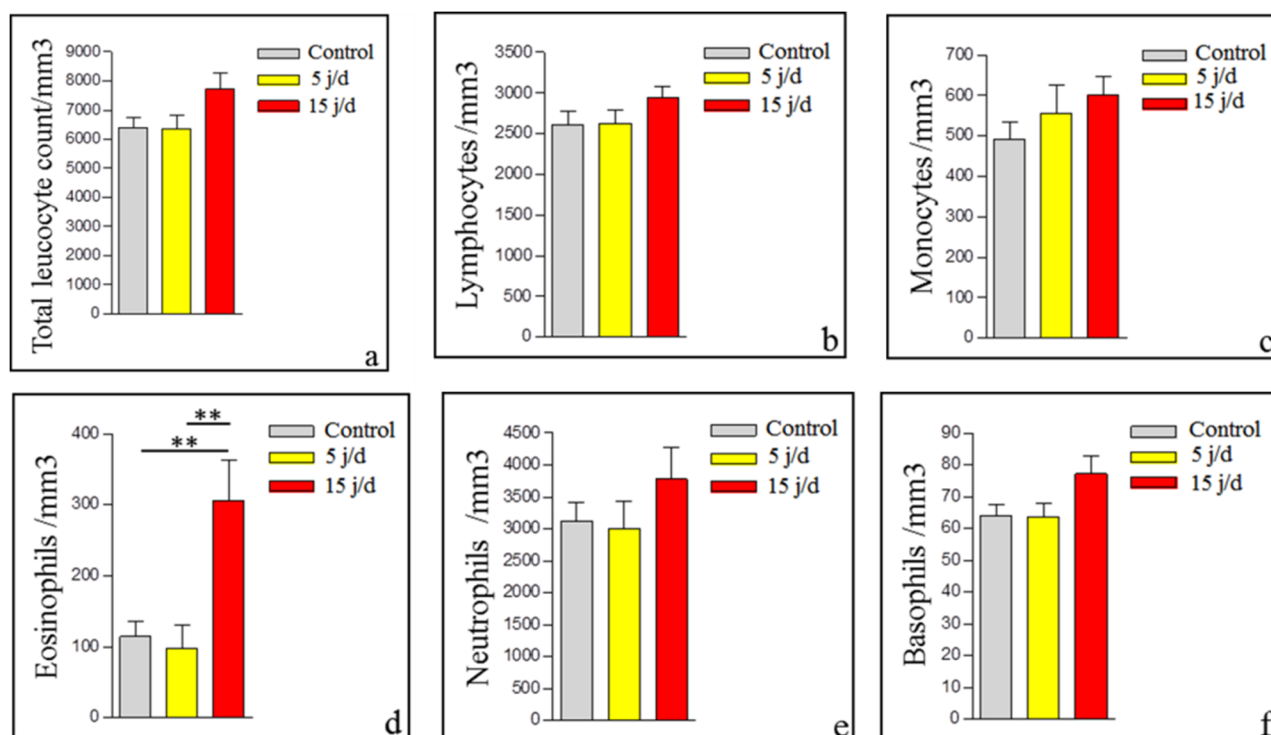 Total leucocyte count/mm3
9000
8000
7000
6000
5000
4000
3000
2000
1000
0
Control
5 j/d
15 j/d
a
Lymphocytes /mm3
3500
3000
2500
2000
1500
1000
500
0
Control
5 j/d
15 j/d
b
Monocytes /mm3
700
600
500
400
300
200
100
0
Control
5 j/d
15 j/d
c
Eosinophils /mm3
400
300
200
100
0
**
**
Control
5 j/d
15 j/d
d
Neutrophils /mm3
4500
4000
3500
3000
2500
2000
1500
1000
500
0
Control
5 j/d
15 j/d
e
Basophils /mm3
90
80
70
60
50
40
30
20
10
0
Control
5 j/d
15 j/d
f